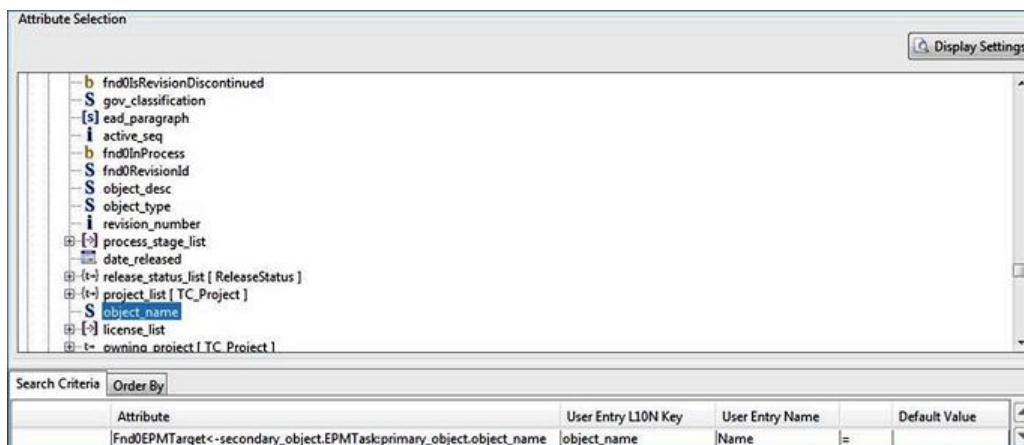 Attribute Selection
Display Settings
b fnd0IsRevisionDiscontinued
S gov_classification
[s] ead_paragraph
i active_seq
b fnd0InProcess
S fnd0RevisionId
S object_desc
S object_type
i revision_number
process_stage_list
date_released
release_status_list [ ReleaseStatus ]
project_list [ TC_Project ]
S object_name
license_list
owning_project [ TC_Project ]
Search Criteria Order By
Attribute User Entry L10N Key User Entry Name = Default Value
Fnd0EPMTarget<-secondary_object.EPMTask:primary_object.object_name object_name Name =